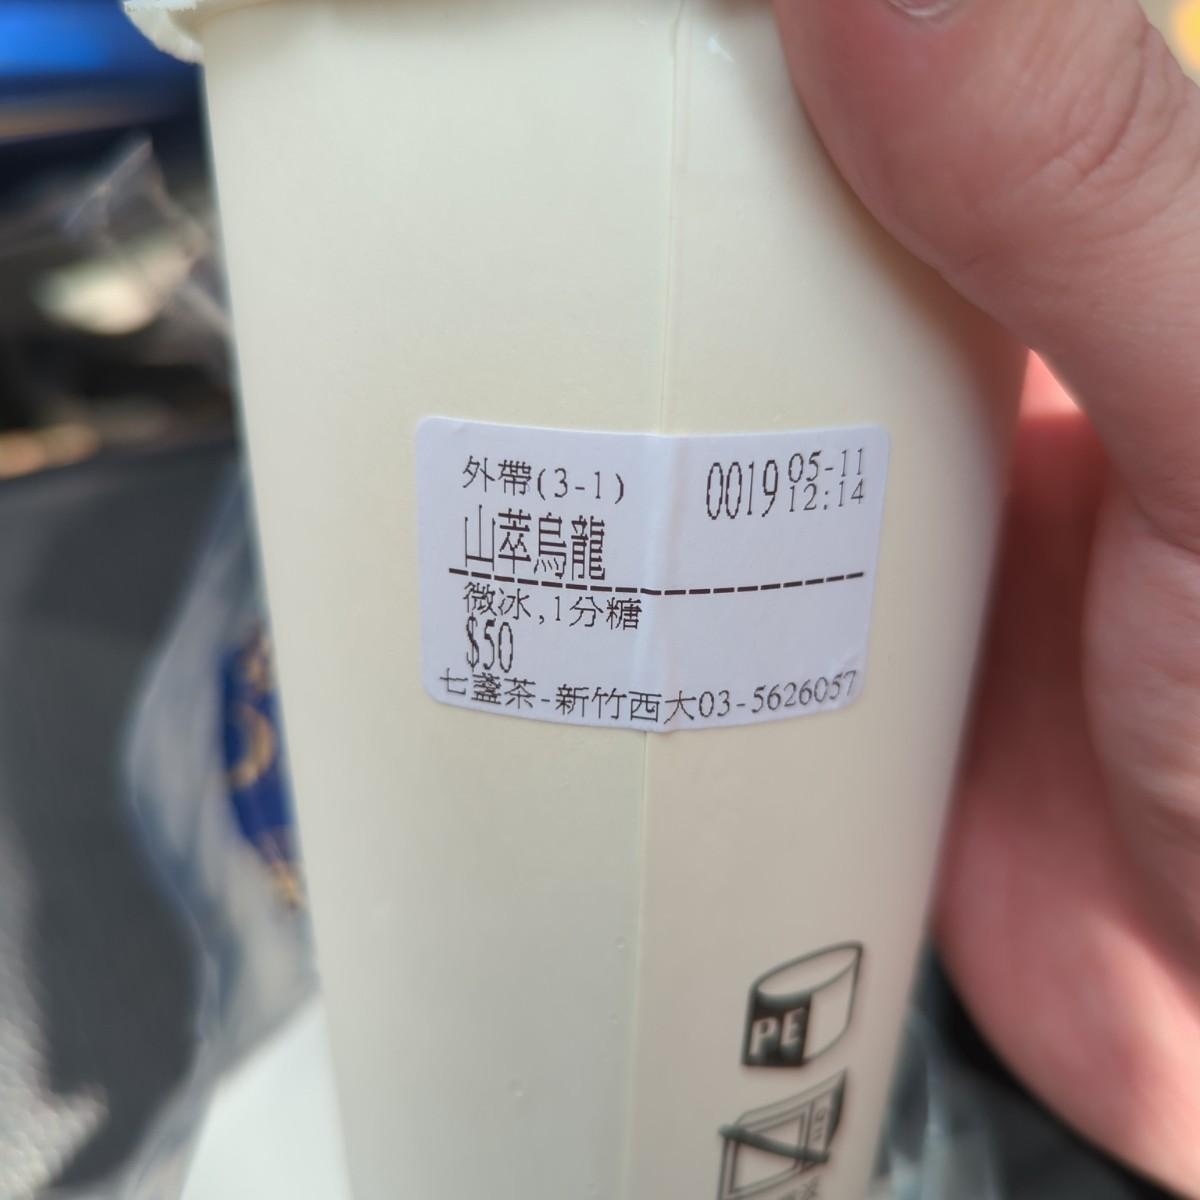 外帶(3-1)
0019
05-11
12:14
山萃烏龍
微冰,1分糖
$50
七盞茶-新竹西大03-5626057
PE